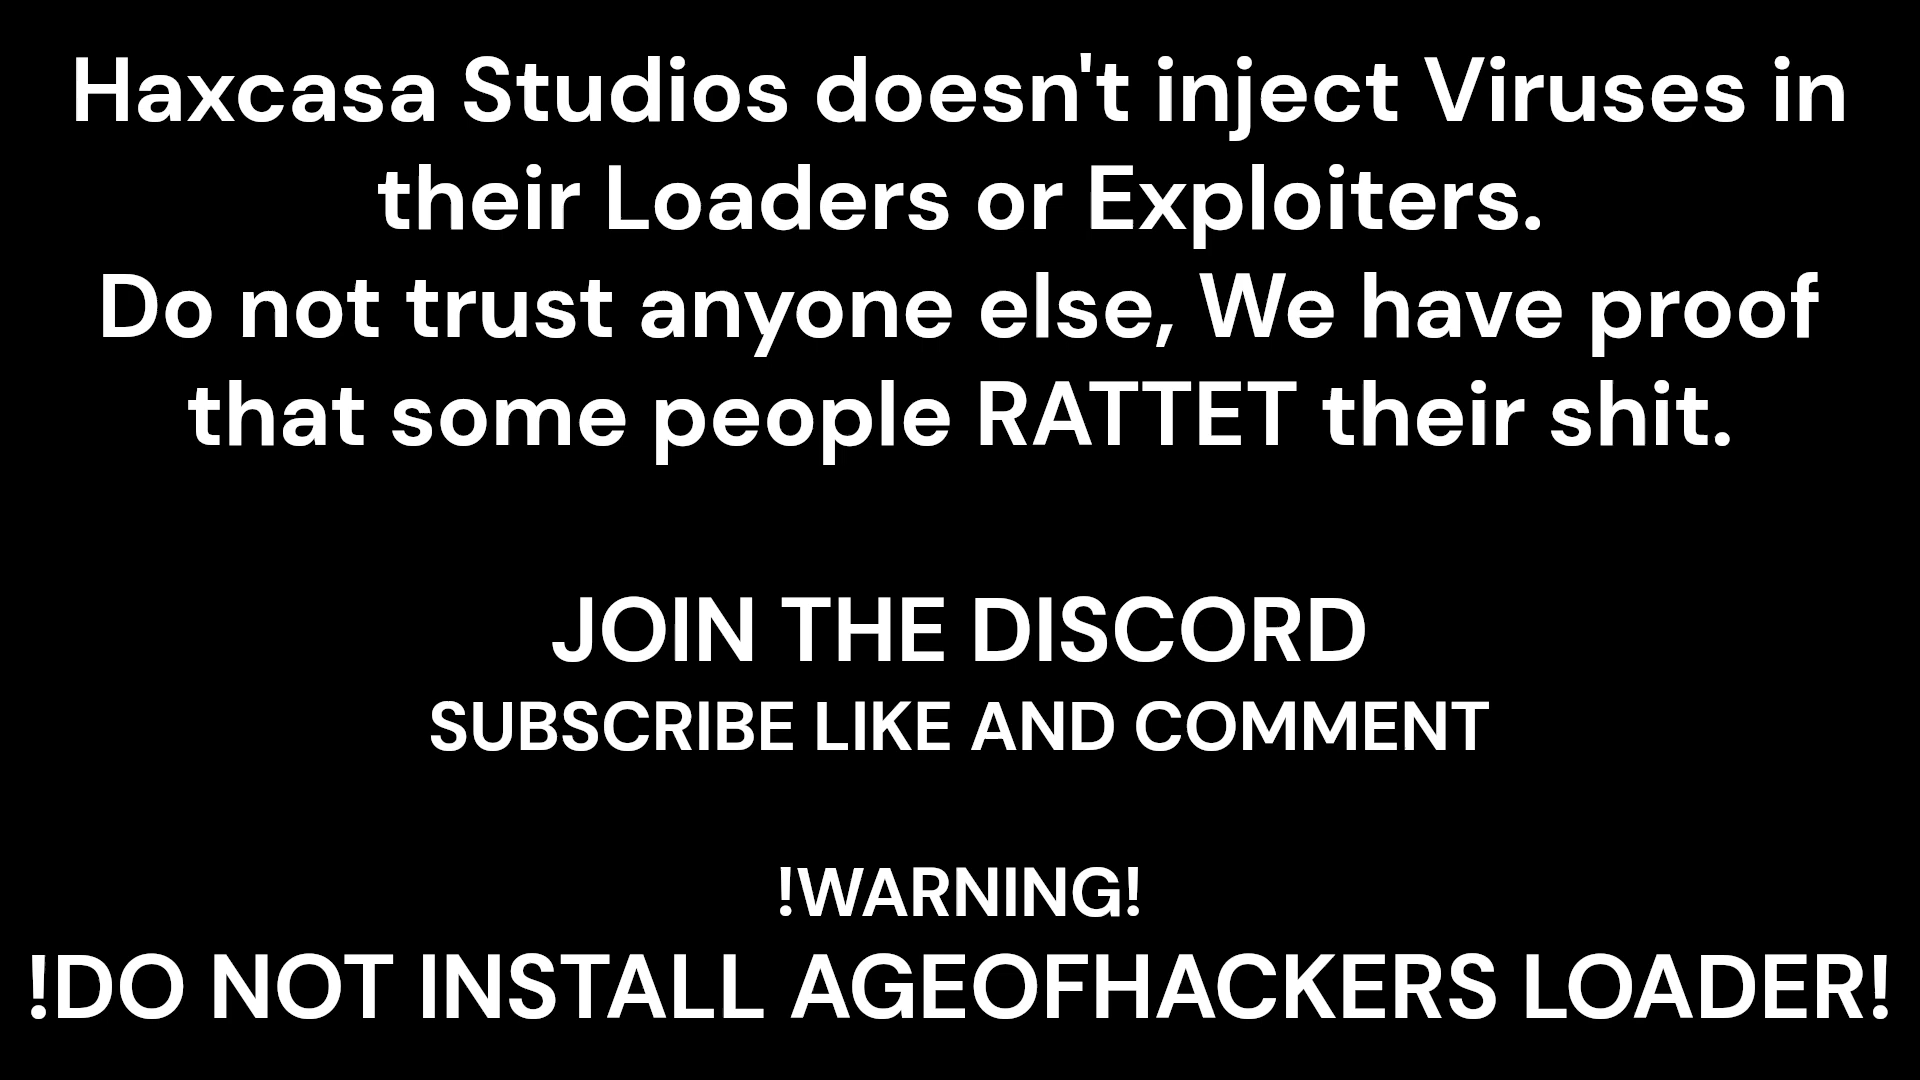 Haxcasa Studios doesn't inject Viruses in
their Loaders or Exploiters.
Do not trust anyone else, We have proof
that some people RATTET their shit.
JOIN THE DISCORD
SUBSCRIBE LIKE AND COMMENT
!WARNING!
!DO NOT INSTALL AGEOFHACKERS LOADER!